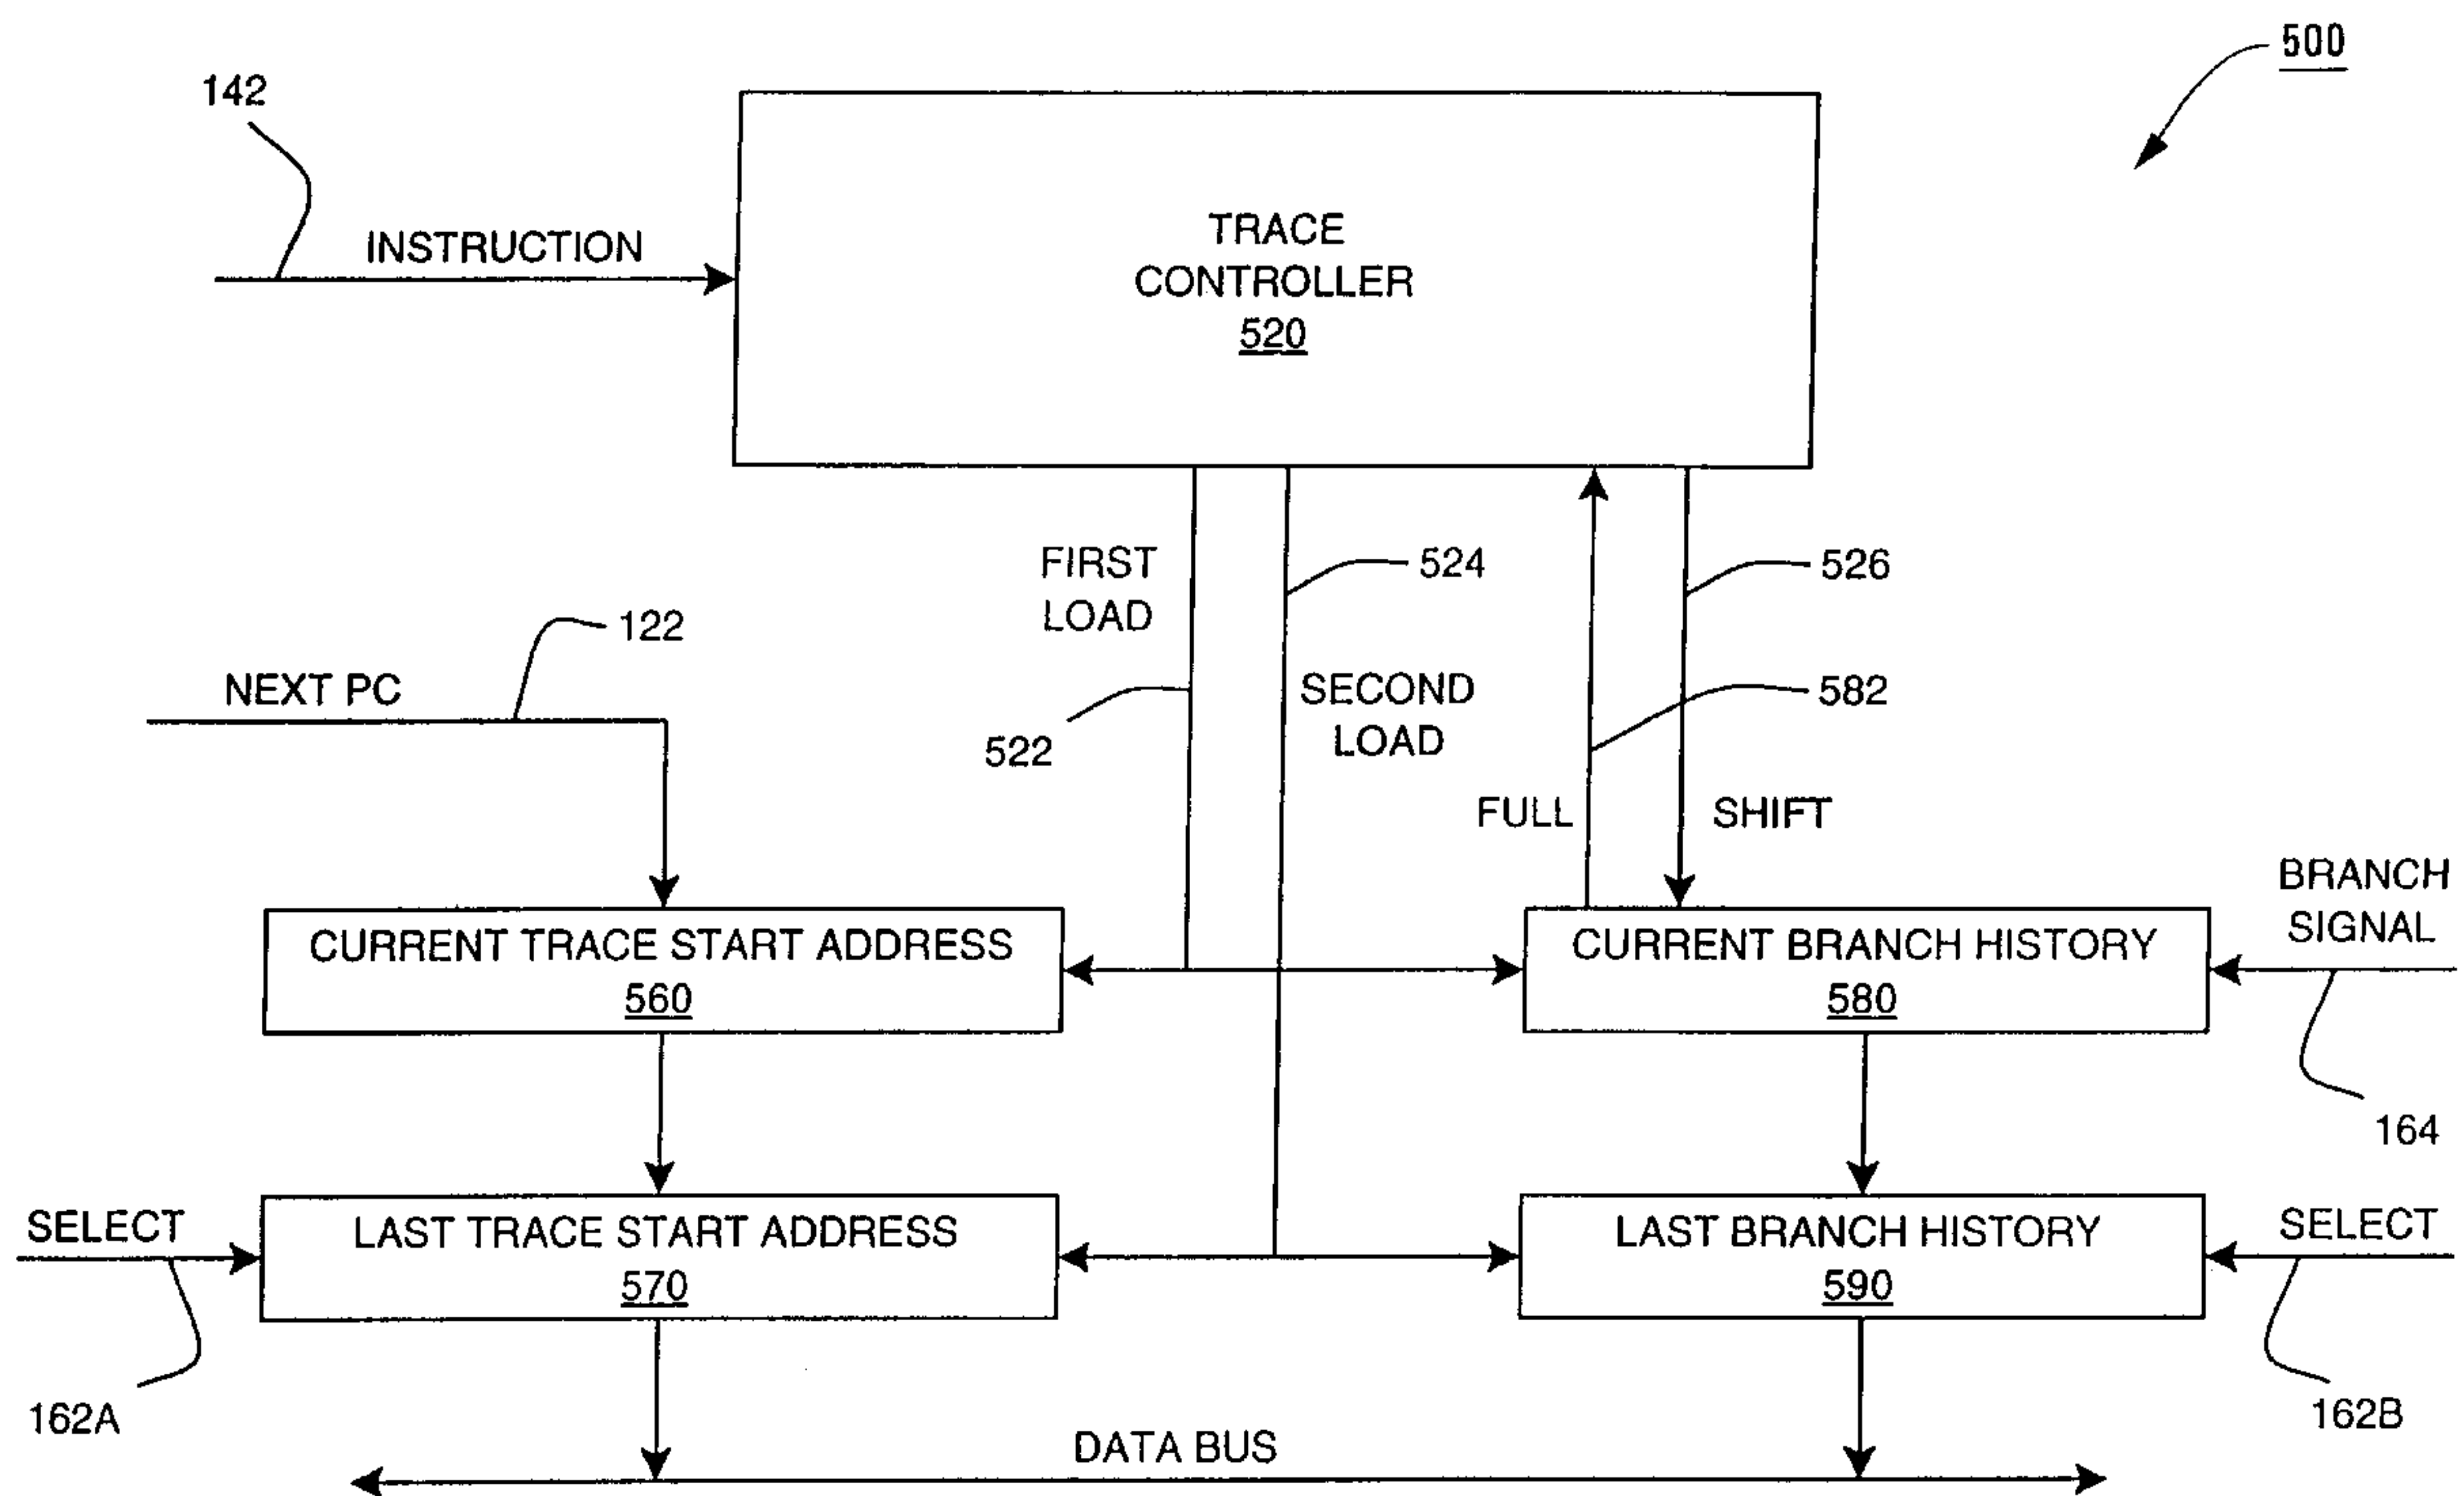 500
142
INSTRUCTION
TRACE
CONTROLLER
520
FIRST
LOAD
524
526
122
NEXT PC
SECOND
LOAD
582
522
FULL
SHIFT
BRANCH
SIGNAL
CURRENT TRACE START ADDRESS
560
CURRENT BRANCH HISTORY
580
164
SELECT
LAST TRACE START ADDRESS
570
LAST BRANCH HISTORY
590
SELECT
162A
162B
DATA BUS